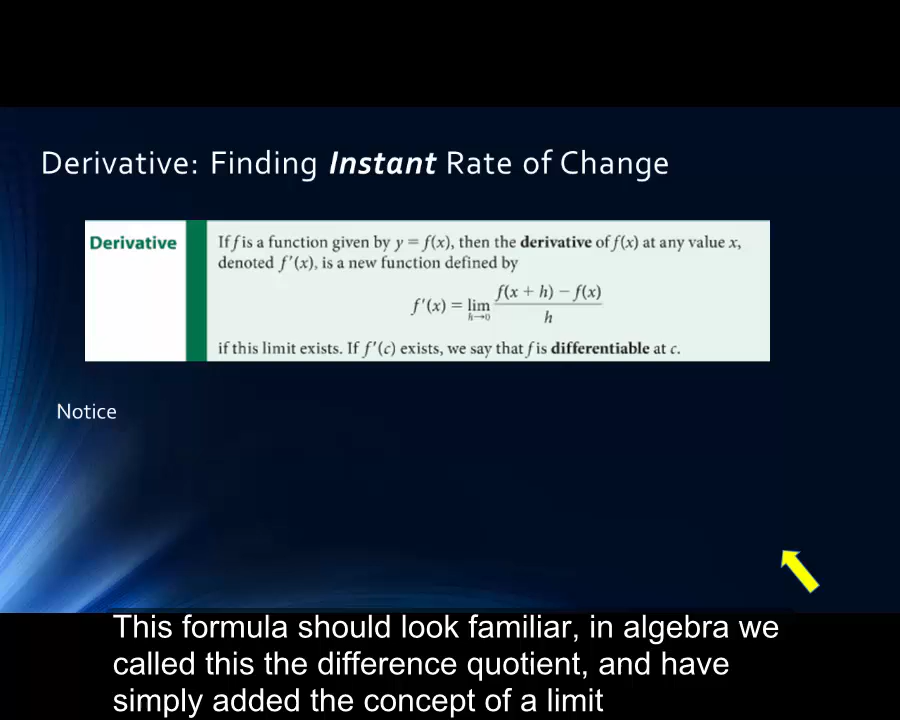 Derivative: Finding Instant Rate of Change
Derivative
If f is a function given by y = f(x), then the derivative of f(x) at any value x,
denoted f′(x), is a new function defined by
f′(x) = lim h→0 f(x + h) − f(x) / h
if this limit exists. If f′(c) exists, we say that f is differentiable at c.
Notice
This formula should look familiar, in algebra we
called this the difference quotient, and have
simply added the concept of a limit